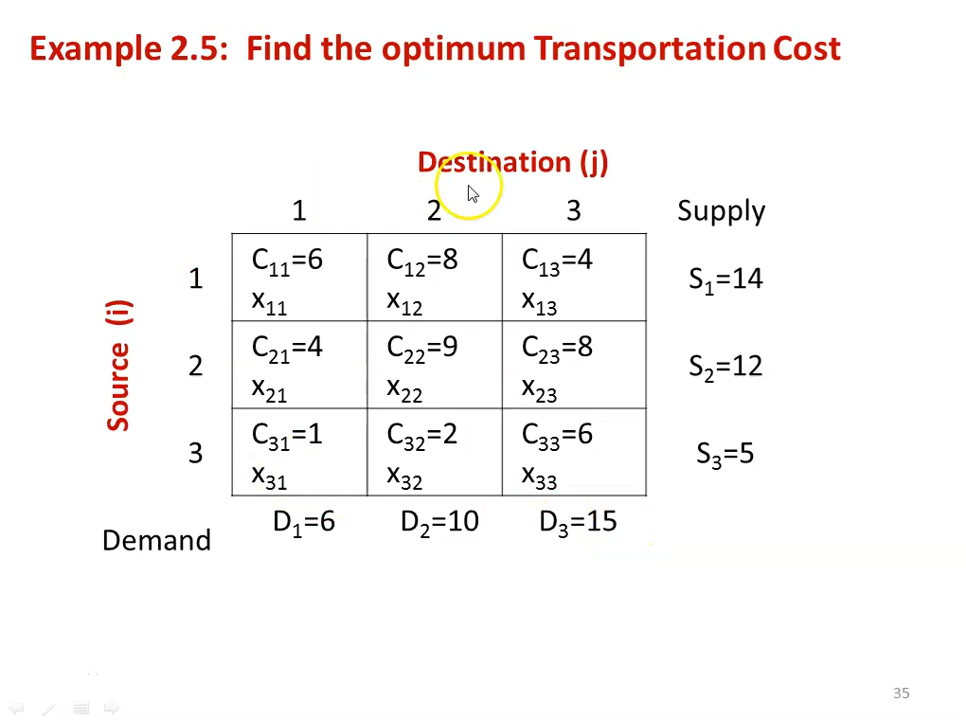 Example 2.5: Find the optimum Transportation Cost
Destination (j)
1 2 3 Supply
Source (i)
1 C11=6 C12=8 C13=4 S1=14
x11 x12 x13
2 C21=4 C22=9 C23=8 S2=12
x21 x22 x23
3 C31=1 C32=2 C33=6 S3=5
x31 x32 x33
Demand D1=6 D2=10 D3=15
35